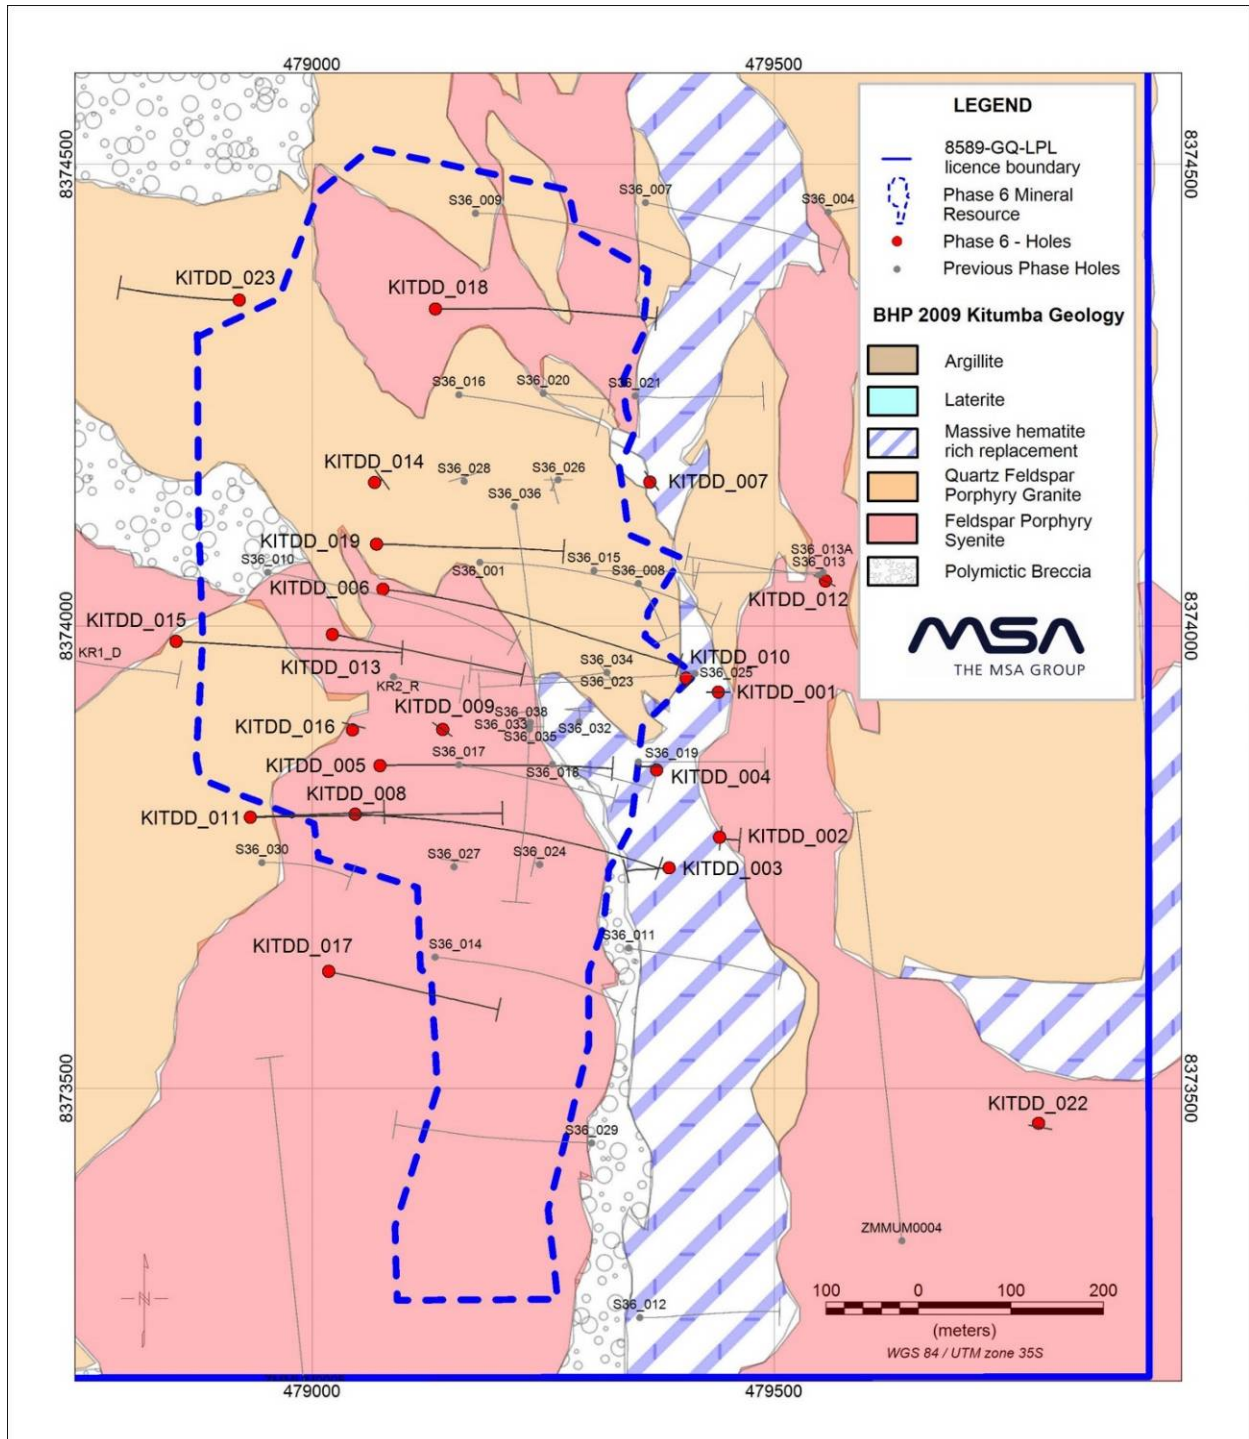 479000
479500
8374500
8374500
LEGEND
8589-GQ-LPL
licence boundary
Phase 6 Mineral
Resource
Phase 6 - Holes
Previous Phase Holes
BHP 2009 Kitumba Geology
Argillite
Laterite
Massive hematite
rich replacement
Quartz Feldspar
Porphyry Granite
Feldspar Porphyry
Syenite
Polymictic Breccia
MSA
THE MSA GROUP
S36_007
S36_009
S36_004
KITDD_023
KITDD_018
S36_016
S36_020
S36_021
KITDD_014
S36_028
S36_026
KITDD_007
S36_036
KITDD_019
S36_010
S36_001
S36_015
S36_008
S36_013A
S36_013
KITDD_006
KITDD_012
8374000
8374000
KITDD_015
KR1_D
KITDD_013
KR2_R
S36_034
S36_023
KITDD_010
S36_025
KITDD_001
KITDD_016
KITDD_009
S36_038
S36_033
S36_035
S36_032
KITDD_005
S36_017
S36_018
S36_019
KITDD_004
KITDD_008
KITDD_011
KITDD_002
S36_030
S36_027
S36_024
KITDD_003
KITDD_017
S36_014
S36_011
8373500
8373500
KITDD_022
S36_029
ZMMUM0004
S36_012
N
100 0 100 200
(meters)
WGS 84 / UTM zone 35S
479000
479500